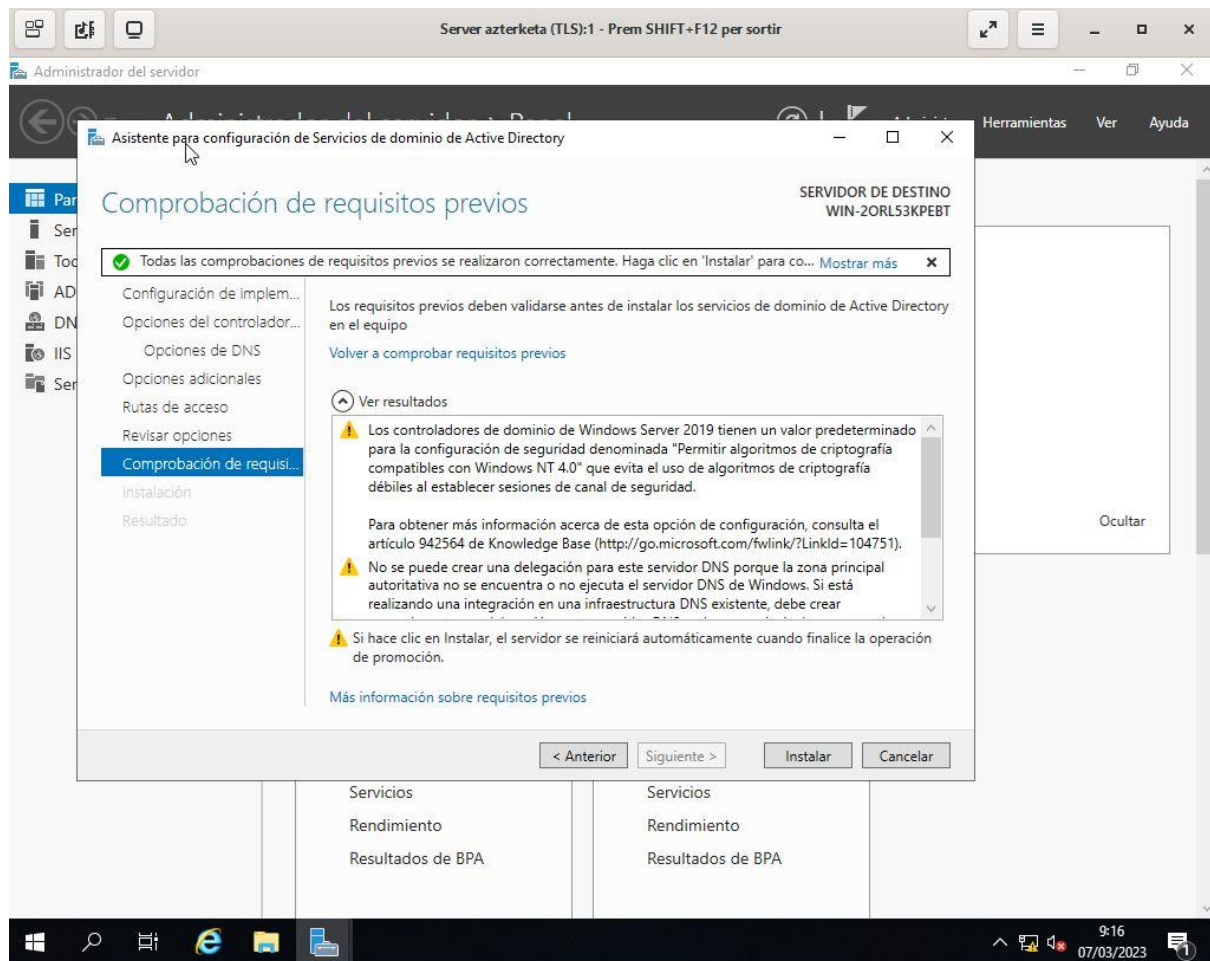 Server azterketa (TLS):1 - Prem SHIFT+F12 per sortir
Administrador del servidor
Herramientas Ver Ayuda
Asistente para configuración de Servicios de dominio de Active Directory
Comprobación de requisitos previos
SERVIDOR DE DESTINO
WIN-2ORL53KPEBT
Todas las comprobaciones de requisitos previos se realizaron correctamente. Haga clic en 'Instalar' para co... Mostrar más
Par
Ser
Tod
AD
DN
IIS
Ser
Configuración de implem...
Opciones del controlador...
Opciones de DNS
Opciones adicionales
Rutas de acceso
Revisar opciones
Comprobación de requisi...
Instalación
Resultado
Los requisitos previos deben validarse antes de instalar los servicios de dominio de Active Directory
en el equipo
Volver a comprobar requisitos previos
Ver resultados
Los controladores de dominio de Windows Server 2019 tienen un valor predeterminado
para la configuración de seguridad denominada "Permitir algoritmos de criptografía
compatibles con Windows NT 4.0" que evita el uso de algoritmos de criptografía
débiles al establecer sesiones de canal de seguridad.
Para obtener más información acerca de esta opción de configuración, consulta el
artículo 942564 de Knowledge Base (http://go.microsoft.com/fwlink/?LinkId=104751).
No se puede crear una delegación para este servidor DNS porque la zona principal
autoritativa no se encuentra o no ejecuta el servidor DNS de Windows. Si está
realizando una integración en una infraestructura DNS existente, debe crear
Si hace clic en Instalar, el servidor se reiniciará automáticamente cuando finalice la operación
de promoción.
Más información sobre requisitos previos
< Anterior Siguiente > Instalar Cancelar
Ocultar
Servicios
Rendimiento
Resultados de BPA
Servicios
Rendimiento
Resultados de BPA
9:16
07/03/2023
1